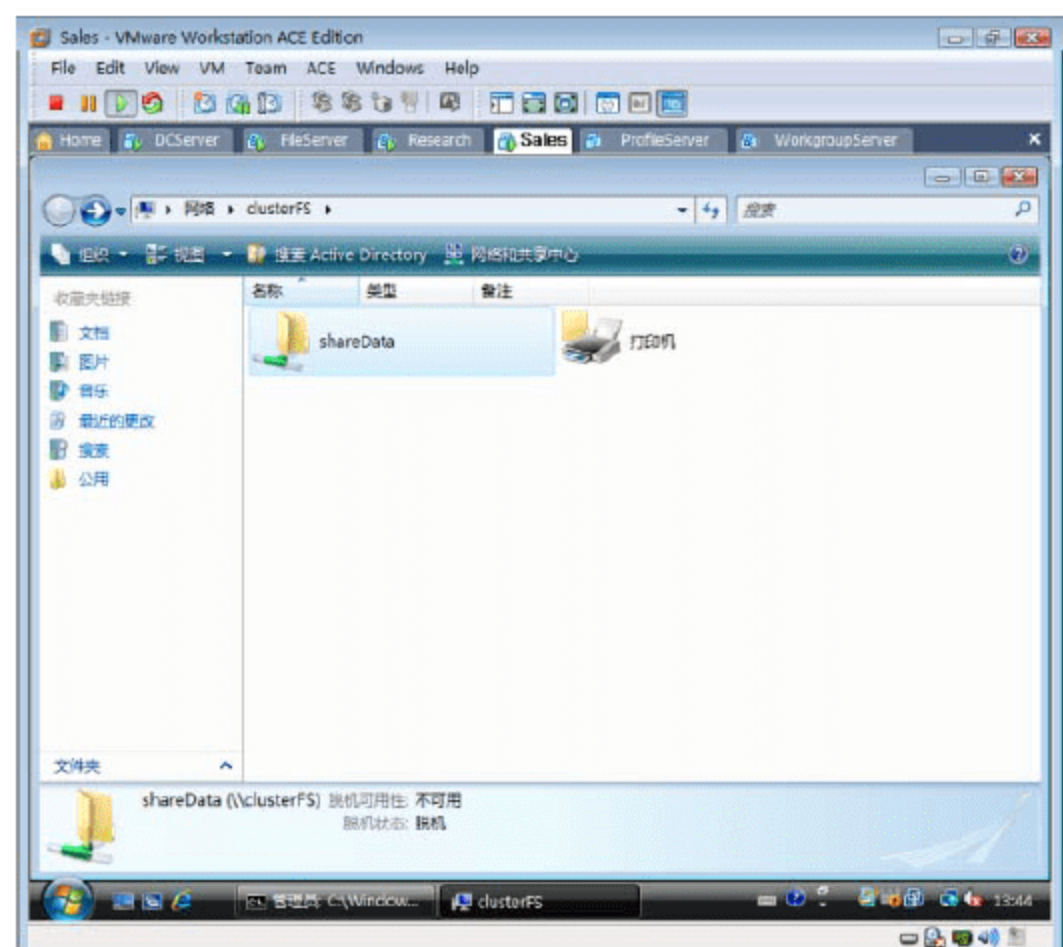 Sales - VMware Workstation ACE Edition
File Edit View VM Team ACE Windows Help
Home DCServer FileServer Research Sales ProfileServer WorkgroupServer
网络 clusterFS 搜索
组织 视图 搜索 Active Directory 网络和共享中心
收藏夹链接 名称 类型 备注
文档 shareData 打印机
图片
音乐
最近的更改
搜索
公用
文件夹
shareData (\\clusterFS) 脱机可用性: 不可用
脱机状态: 脱机
管理员: C:\Window... clusterFS 13:44